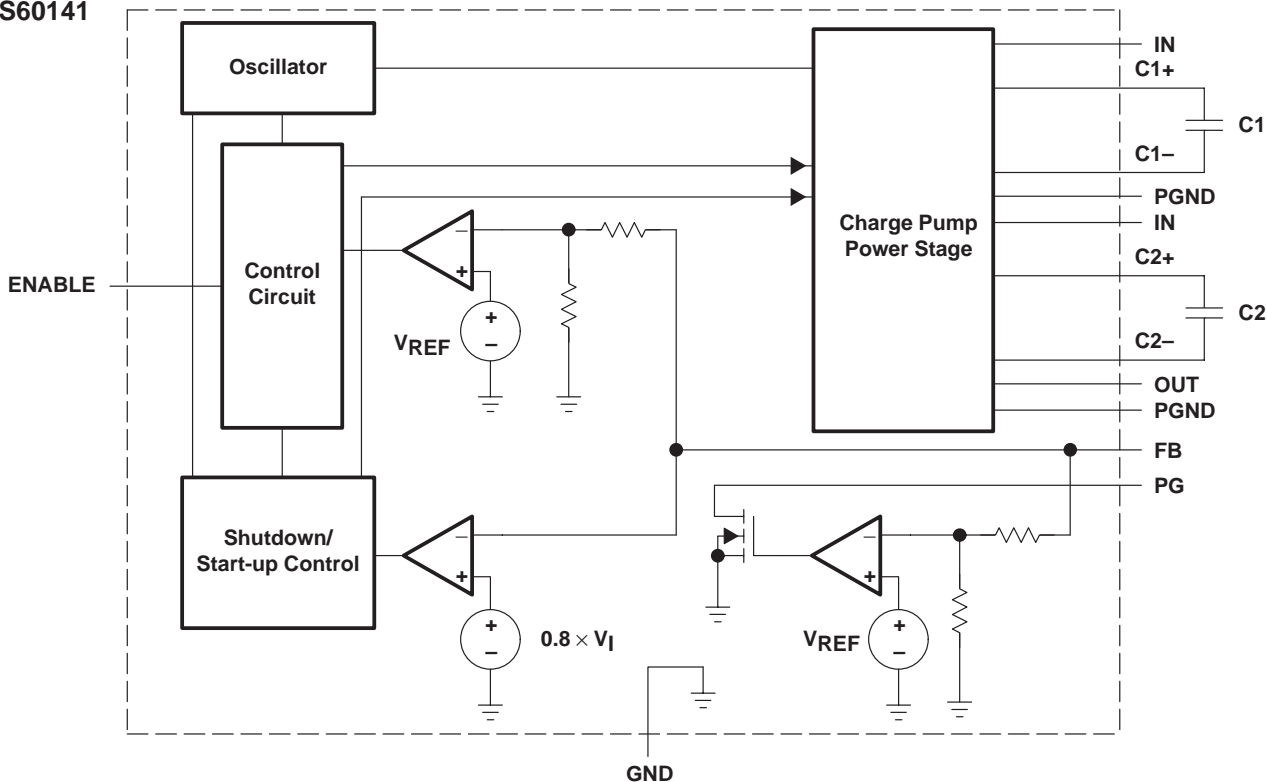 S60141
Oscillator
IN
C1+
C1
C1–
PGND
IN
Charge Pump
Power Stage
C2+
C2
C2–
OUT
PGND
FB
PG
ENABLE
Control
Circuit
–
+
+
–
VREF
Shutdown/
Start-up Control
–
+
+
–
0.8 × VI
–
+
+
–
VREF
GND